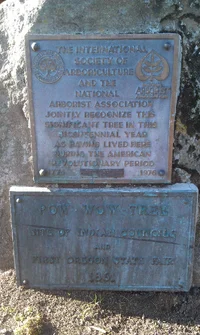 THE INTERNATIONAL
SOCIETY OF
ARBORICULTURE
AND THE
NATIONAL
ARBORIST ASSOCIATION
JOINTLY RECOGNIZE THIS
SIGNIFICANT TREE IN THIS
BICENTENNIAL YEAR
AS HAVING LIVED HERE
DURING THE AMERICAN
REVOLUTIONARY PERIOD
1976
POW WOW TREE
SITE OF INDIAN COUNCILS
AND
FIRST OREGON STATE FAIR
1861